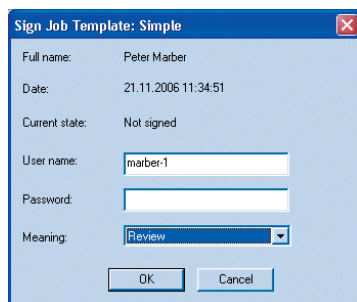 Sign Job Template: Simple
Full name: Peter Marber
Date: 21.11.2006 11:34:51
Current state: Not signed
User name: marber-1
Password:
Meaning: Review
OK Cancel